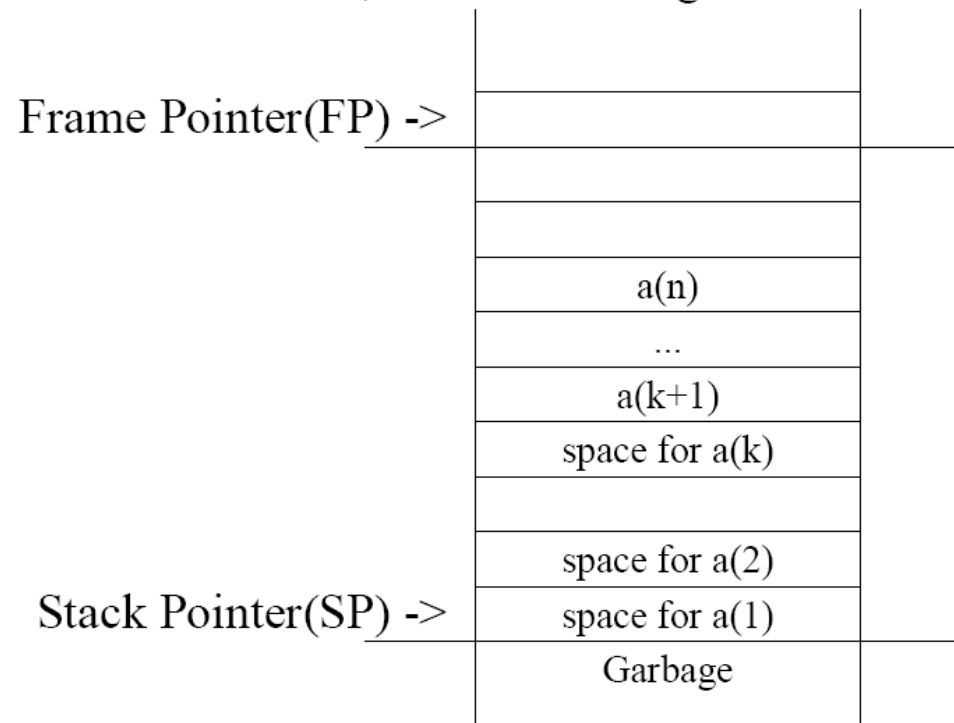 Frame Pointer(FP) ->
a(n)
...
a(k+1)
space for a(k)
space for a(2)
Stack Pointer(SP) ->
space for a(1)
Garbage